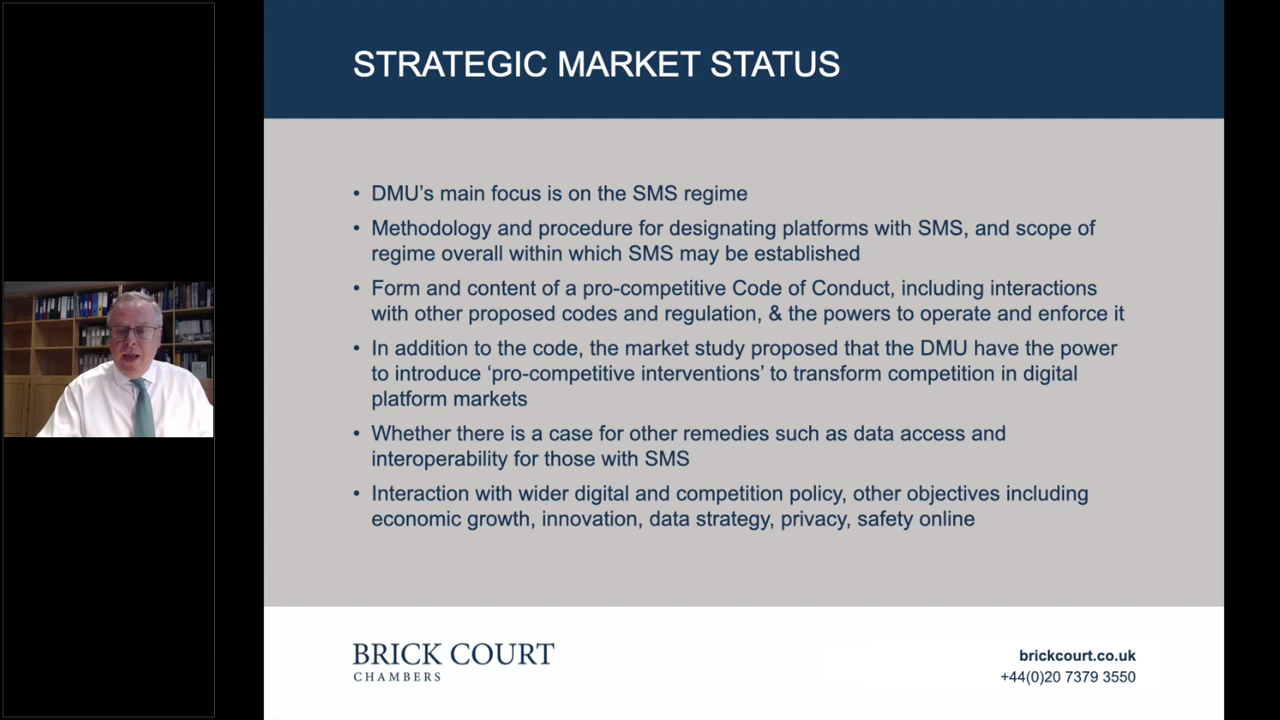 STRATEGIC MARKET STATUS
• DMU’s main focus is on the SMS regime
• Methodology and procedure for designating platforms with SMS, and scope of
regime overall within which SMS may be established
• Form and content of a pro-competitive Code of Conduct, including interactions
with other proposed codes and regulation, & the powers to operate and enforce it
• In addition to the code, the market study proposed that the DMU have the power
to introduce ‘pro-competitive interventions’ to transform competition in digital
platform markets
• Whether there is a case for other remedies such as data access and
interoperability for those with SMS
• Interaction with wider digital and competition policy, other objectives including
economic growth, innovation, data strategy, privacy, safety online
BRICK COURT
CHAMBERS
brickcourt.co.uk
+44(0)20 7379 3550